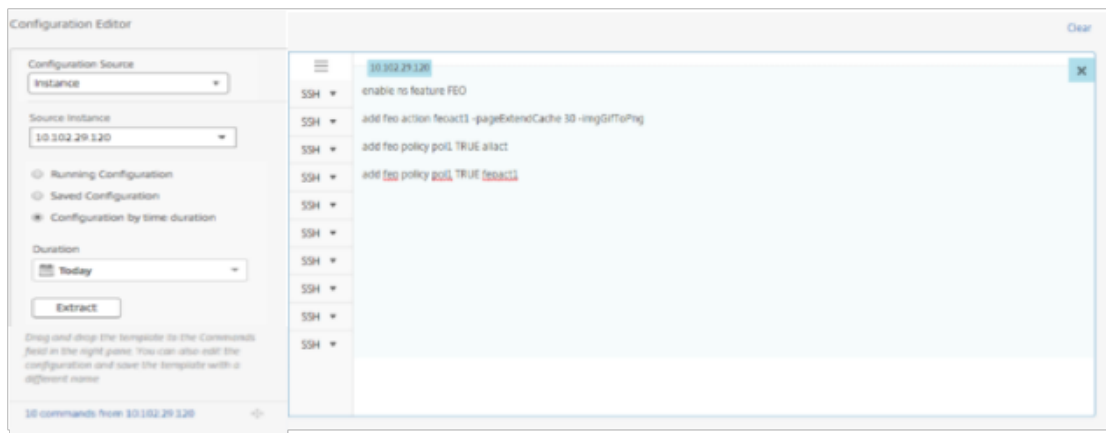 Configuration Editor
Clear
Configuration Source
Instance
Source Instance
10.102.29.120
Running Configuration
Saved Configuration
Configuration by time duration
Duration
Today
Extract
Drag and drop the template to the Commands
field in the right pane. You can also edit the
configuration and save the template with a
different name
10 commands from 10.102.29.120
10.102.29.120
SSH enable ns feature FEO
SSH add feo action feoact1 -pageExtendCache 30 -imgGifToPng
SSH add feo policy pol1 TRUE allact
SSH add feo policy pol1 TRUE feoact1
SSH
SSH
SSH
SSH
SSH
SSH